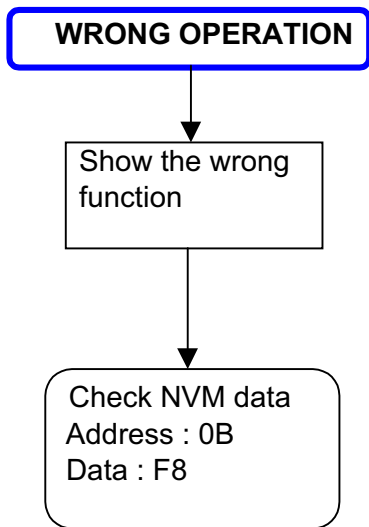 WRONG OPERATION
Show the wrong
function
Check NVM data
Address : 0B
Data : F8